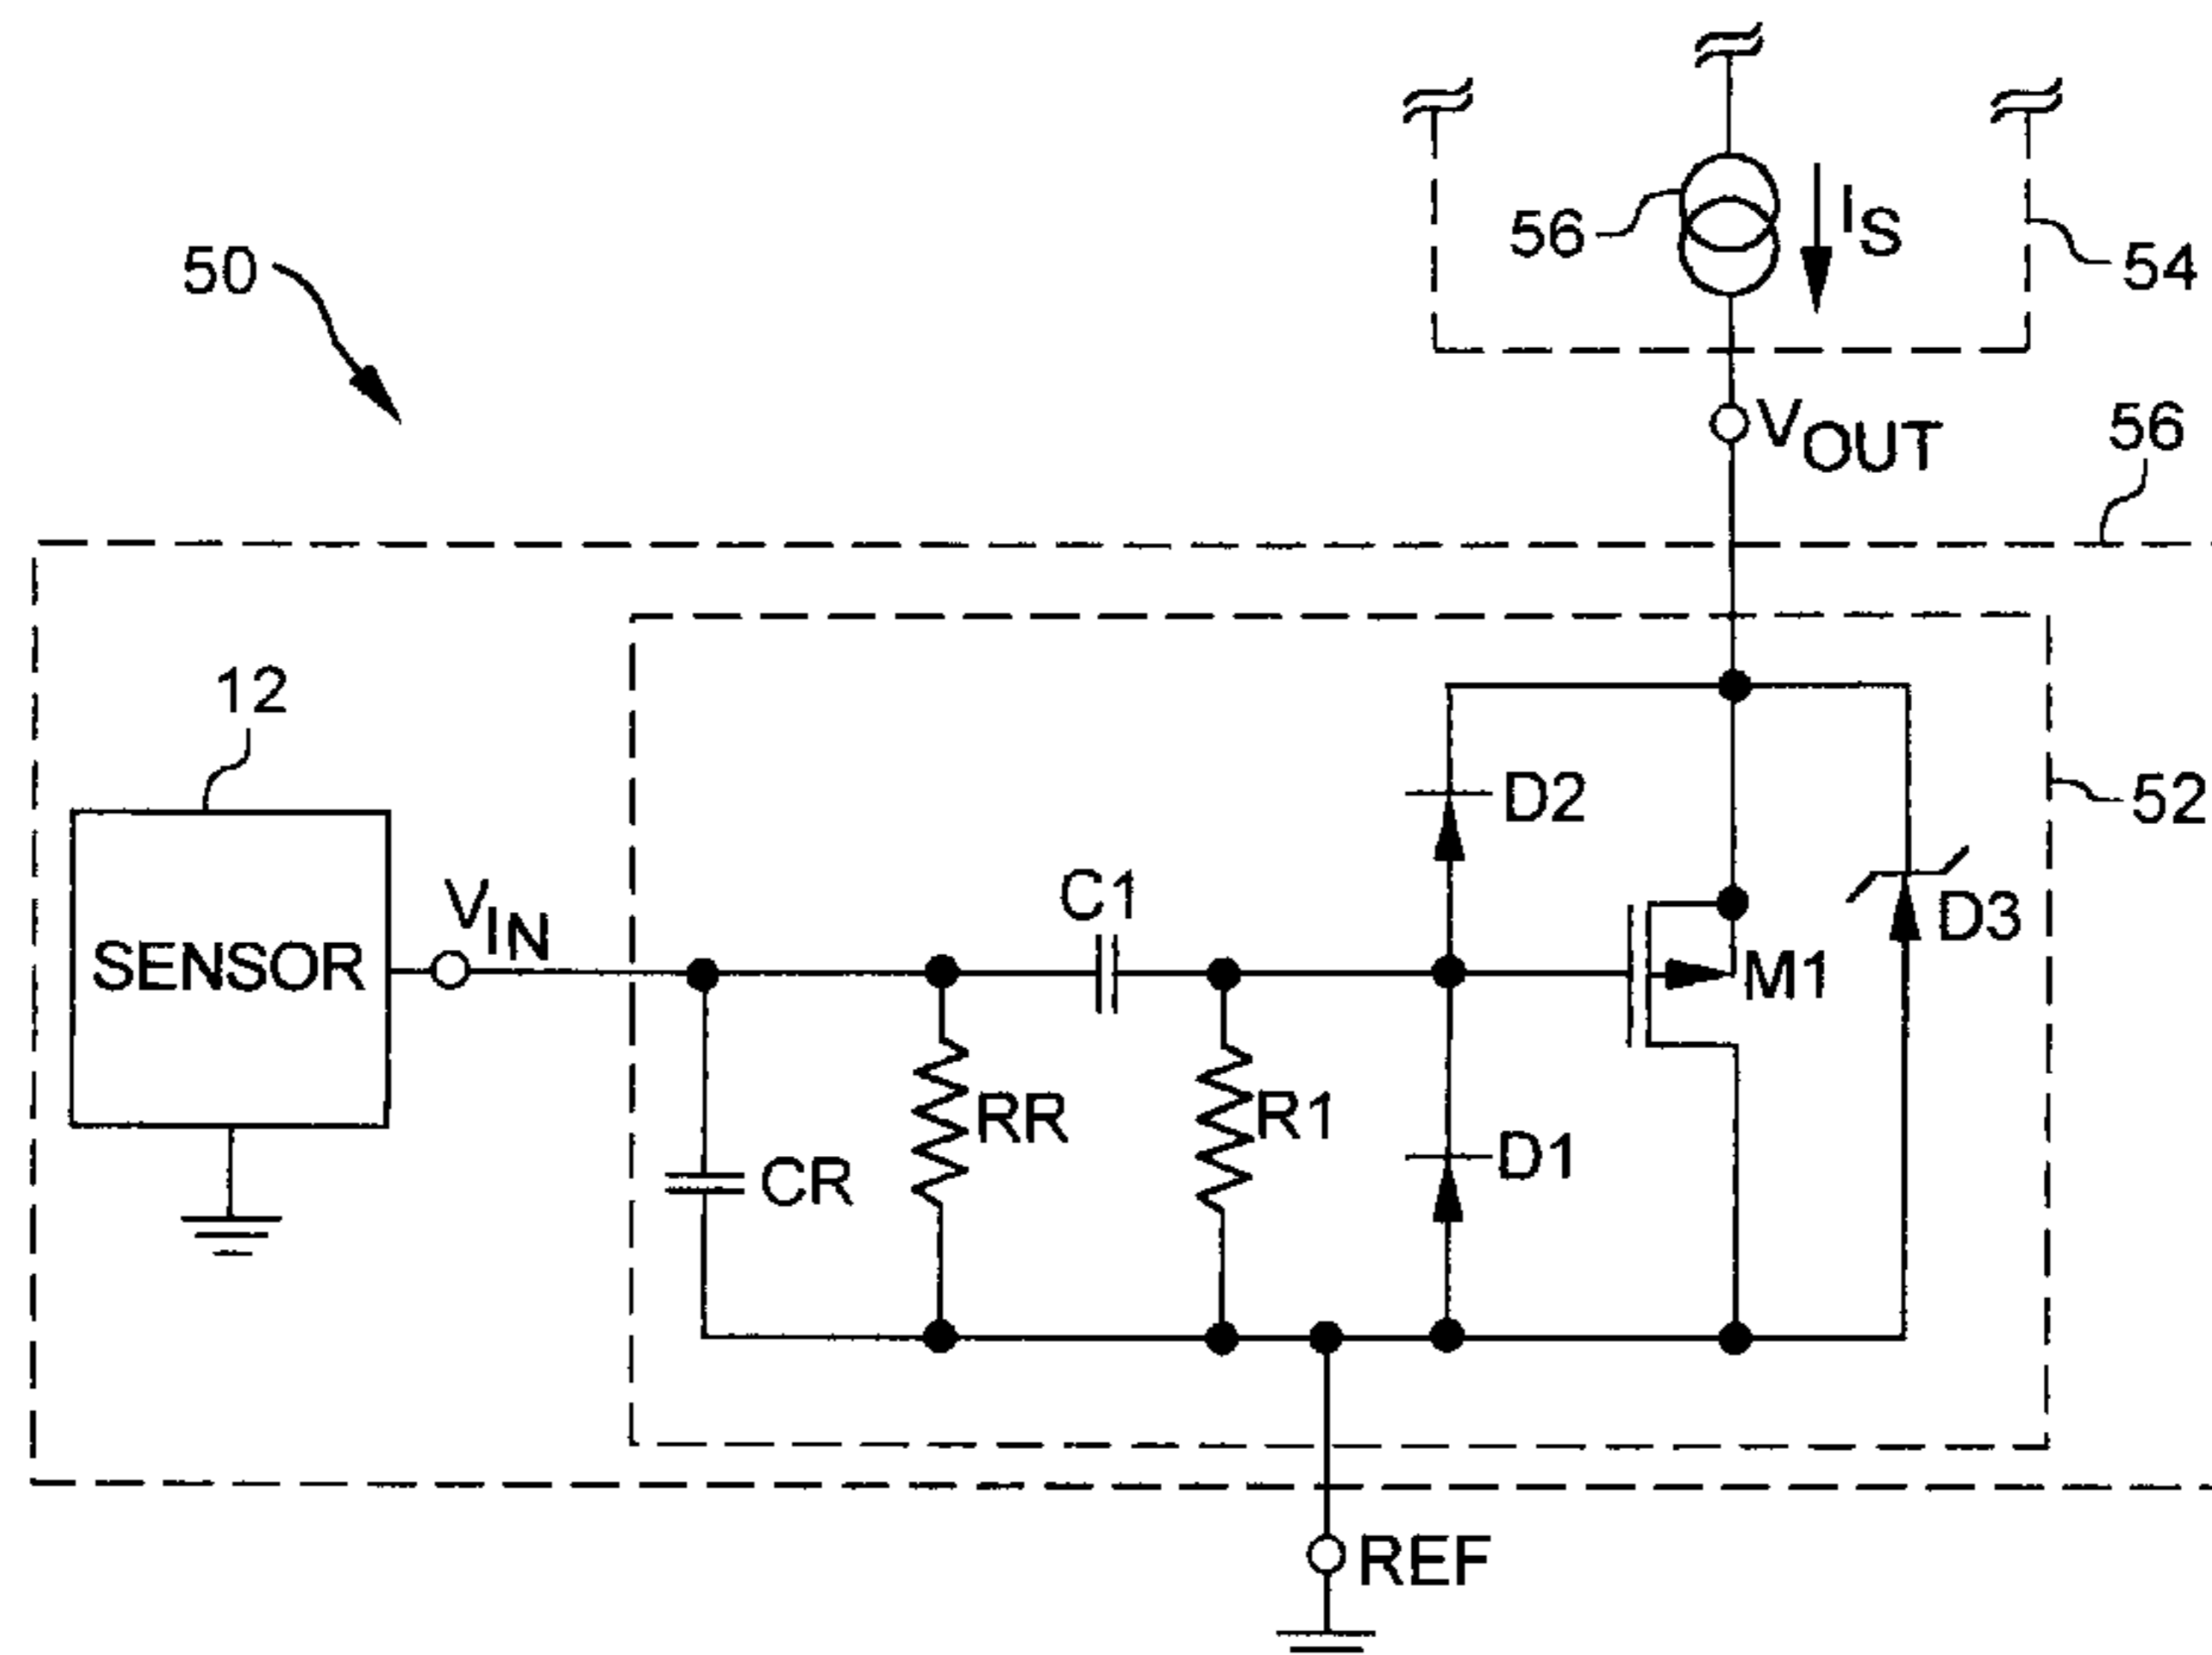 50
56
IS
54
VOUT
56
12
SENSOR
VIN
C1
D2
M1
D3
52
CR
RR
R1
D1
REF